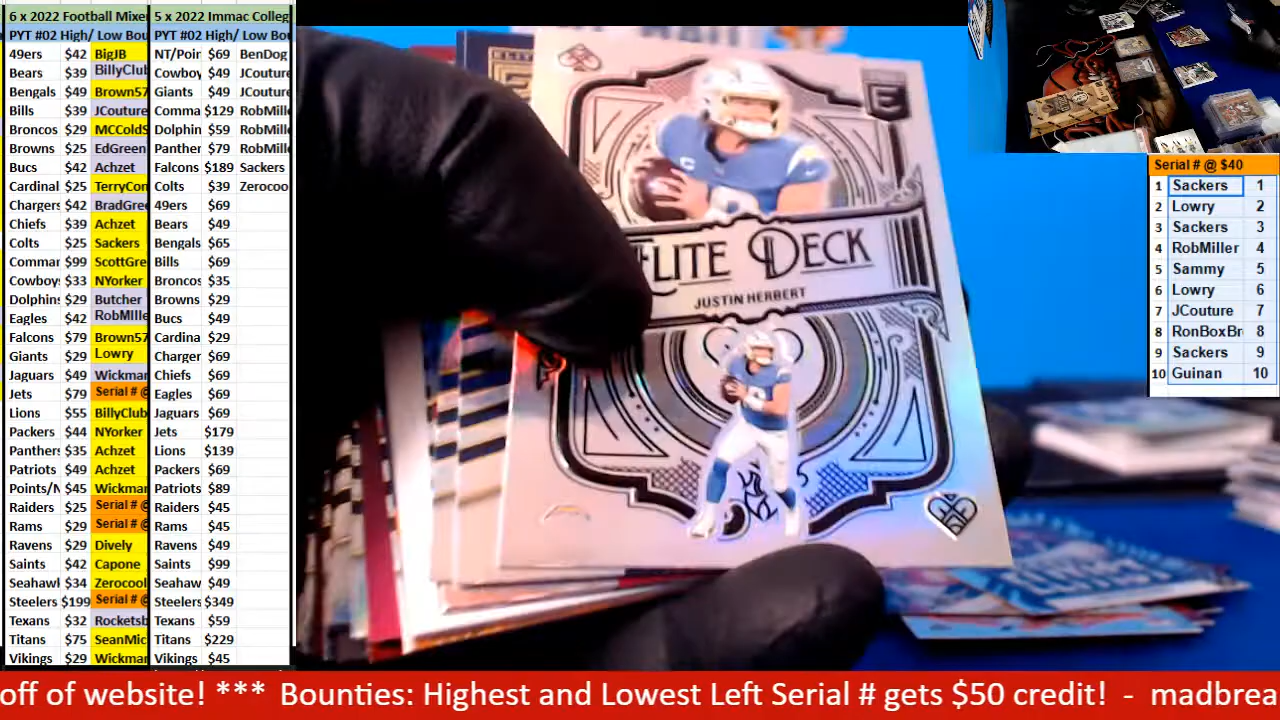 6 x 2022 Football Mixer 5 x 2022 Immac Colleg
PYT #02 High/ Low Bou PYT #02 High/ Low Bou
49ers $42 BigJB NT/Poin $69 BenDog
Bears $39 BillyClub Cowboy $49 JCouture
Bengals $49 Brown57 Giants $49 JCouture
Bills $39 JCouture Comma $129 RobMille
Broncos $29 MCColdS Dolphin $59 RobMille
Browns $25 EdGreen Panther $79 RobMille
Bucs $42 Achzet Falcons $189 Sackers
Cardinal $25 TerryCon Colts $39 Zerocoo
Chargers $42 BradGree 49ers $69
Chiefs $39 Achzet Bears $49
Colts $25 Sackers Bengals $65
Commar $99 ScottGre Bills $69
Cowboys $33 NYorker Broncos $35
Dolphins $29 Butcher Browns $29
Eagles $42 RobMille Bucs $49
Falcons $79 Brown57 Cardina $29
Giants $29 Lowry Charger $69
Jaguars $49 Wickmar Chiefs $69
Jets $79 Serial # @ Eagles $69
Lions $55 BillyClub Jaguars $69
Packers $44 NYorker Jets $179
Panthers $35 Achzet Lions $139
Patriots $49 Achzet Packers $69
Points/N $45 Wickmar Patriots $89
Raiders $25 Serial # @ Raiders $45
Rams $29 Serial # @ Rams $45
Ravens $29 Dively Ravens $49
Saints $42 Capone Saints $99
Seahawk $34 Zerocool Seahaw $49
Steelers $199 Serial # @ Steelers $349
Texans $32 Rocketsb Texans $59
Titans $75 SeanMic Titans $229
Vikings $29 Wickmar Vikings $45
E
ELITE DECK
JUSTIN HERBERT
Serial # @ $40
1 Sackers 1
2 Lowry 2
3 Sackers 3
4 RobMiller 4
5 Sammy 5
6 Lowry 6
7 JCouture 7
8 RonBoxBr 8
9 Sackers 9
10 Guinan 10
off of website! *** Bounties: Highest and Lowest Left Serial # gets $50 credit! - madbrea